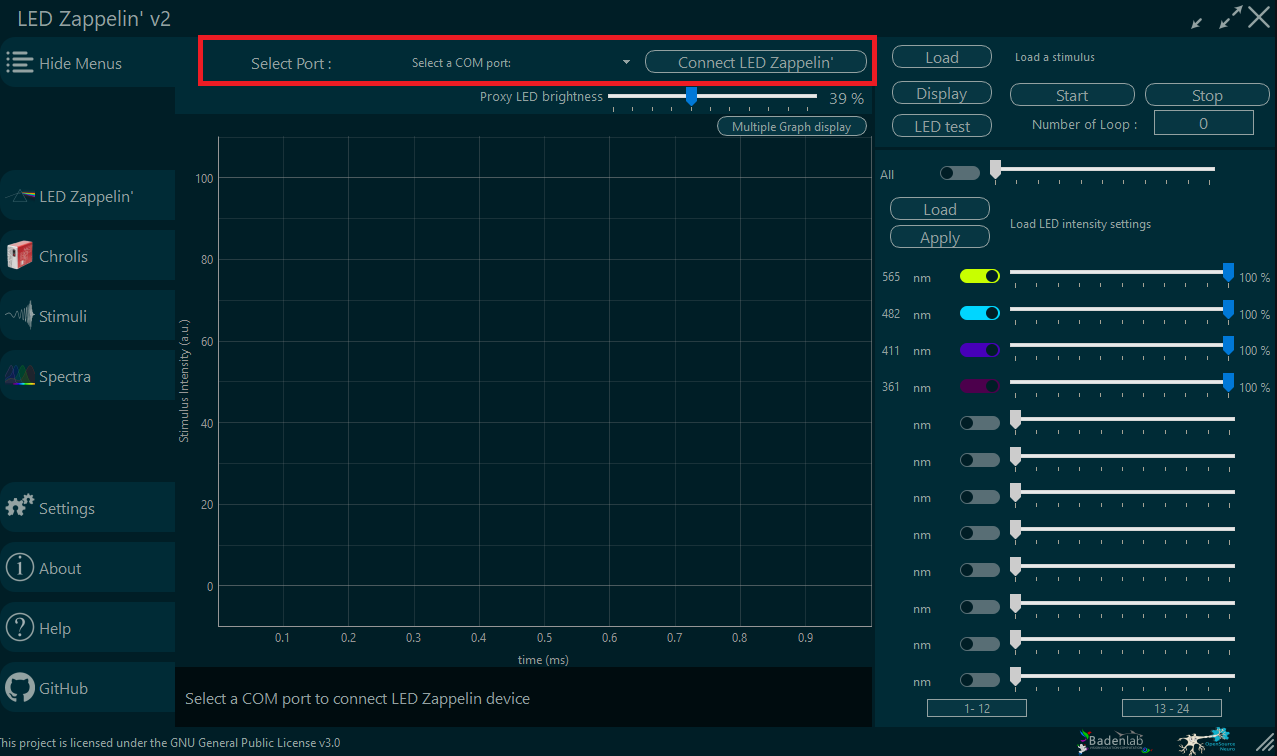 LED Zappelin' v2
Hide Menus
Select Port :
Select a COM port:
Connect LED Zappelin'
Proxy LED brightness
39 %
Multiple Graph display
Load
Load a stimulus
Display
Start
Stop
LED test
Number of Loop :
0
LED Zappelin'
Chrolis
Stimuli
Spectra
Settings
About
Help
GitHub
Stimulus Intensity (a.u.)
100
80
60
40
20
0
0.1
0.2
0.3
0.4
0.5
0.6
0.7
0.8
0.9
time (ms)
Select a COM port to connect LED Zappelin device
All
Load
Load LED intensity settings
Apply
565 nm 100 %
482 nm 100 %
411 nm 100 %
361 nm 100 %
nm
nm
nm
nm
nm
nm
nm
nm
1- 12
13 - 24
his project is licensed under the GNU General Public License v3.0
Badenlab
OpenSource
Neuro